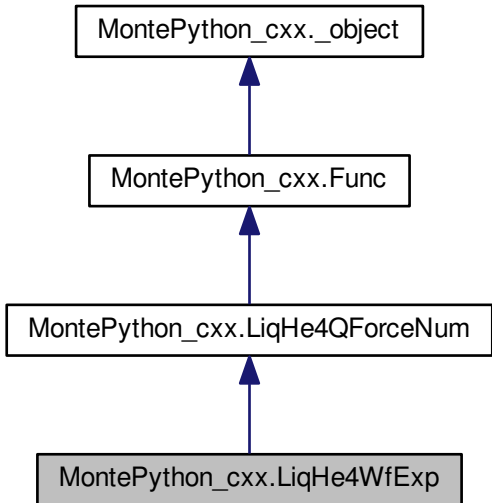 MontePython_cxx._object
MontePython_cxx.Func
MontePython_cxx.LiqHe4QForceNum
MontePython_cxx.LiqHe4WfExp